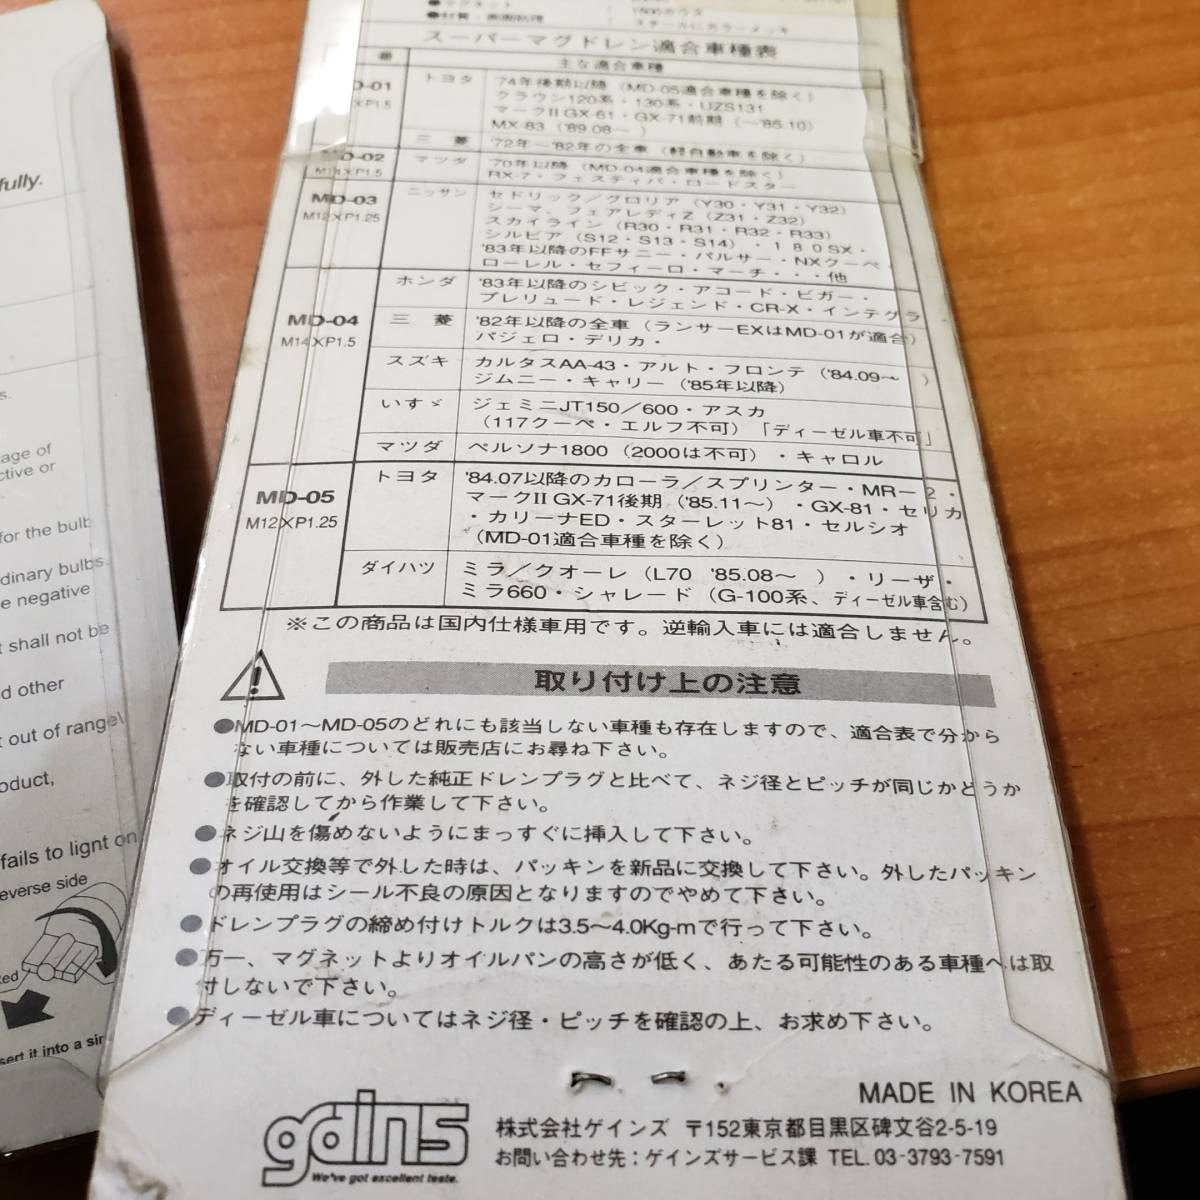 ●マグネット : 1500ガウス
●材質・表面処理 : スチールにカラーメッキ
スーパーマグドレン適合車種表
番 主な適合車種
D-01 トヨタ '74年後期以降（MD-05適合車種を除く）
XP1.5 クラウン120系・130系・UZS131
マークII GX-61・GX-71前期（～'85.10）
MX-83（'89.08～ ）
三菱 '72年～'82年の全車（軽自動車を除く）
MD-02 マツダ '70年以降（MD-04適合車種を除く）
M14XP1.5 RX-7・フェスティバ・ロードスター
MD-03 ニッサン セドリック／グロリア（Y30・Y31・Y32）
M12XP1.25 シーマ、フェアレディZ（Z31・Z32）
スカイライン（R30・R31・R32・R33）
シルビア（S12・S13・S14）・１８０SX・
'83年以降のFFサニー・パルサー・NXクーペ・
ローレル・セフィーロ・マーチ・・・他
ホンダ '83年以降のシビック・アコード・ビガー・
プレリュード・レジェンド・CR-X・インテグラ
MD-04 三菱 '82年以降の全車（ランサーEXはMD-01が適合）
M14XP1.5 パジェロ・デリカ・
スズキ カルタスAA-43・アルト・フロンテ（'84.09～ ）
ジムニー・キャリー（'85年以降）
いすゞ ジェミニJT150／600・アスカ
（117クーペ・エルフ不可）「ディーゼル車不可」
マツダ ペルソナ1800（2000は不可）・キャロル
MD-05 トヨタ '84.07以降のカローラ／スプリンター・MR－２・
M12XP1.25 マークII GX-71後期（'85.11～）・GX-81・セリカ
・カリーナED・スターレット81・セルシオ
（MD-01適合車種を除く）
ダイハツ ミラ／クオーレ（L70 '85.08～ ）・リーザ・
ミラ660・シャレード（G-100系、ディーゼル車含む）
※この商品は国内仕様車用です。逆輸入車には適合しません。
取り付け上の注意
●MD-01～MD-05のどれにも該当しない車種も存在しますので、適合表で分から
ない車種については販売店にお尋ね下さい。
●取付の前に、外した純正ドレンプラグと比べて、ネジ径とピッチが同じかどうか
を確認してから作業して下さい。
●ネジ山を傷めないようにまっすぐに挿入して下さい。
●オイル交換等で外した時は、パッキンを新品に交換して下さい。外したパッキン
の再使用はシール不良の原因となりますのでやめて下さい。
●ドレンプラグの締め付けトルクは3.5～4.0Kg-mで行って下さい。
●万一、マグネットよりオイルパンの高さが低く、あたる可能性のある車種へは取
付しないで下さい。
●ディーゼル車についてはネジ径・ピッチを確認の上、お求め下さい。
MADE IN KOREA
gains
We've got excellent taste.
株式会社ゲインズ 〒152東京都目黒区碑文谷2-5-19
お問い合わせ先：ゲインズサービス課 TEL. 03-3793-7591
fully.
s.
age of
ctive or
for the bulb
dinary bulbs.
e negative
t shall not be
d other
t out of range\
oduct,
fails to lignt on
everse side
ted
sert it into a sir